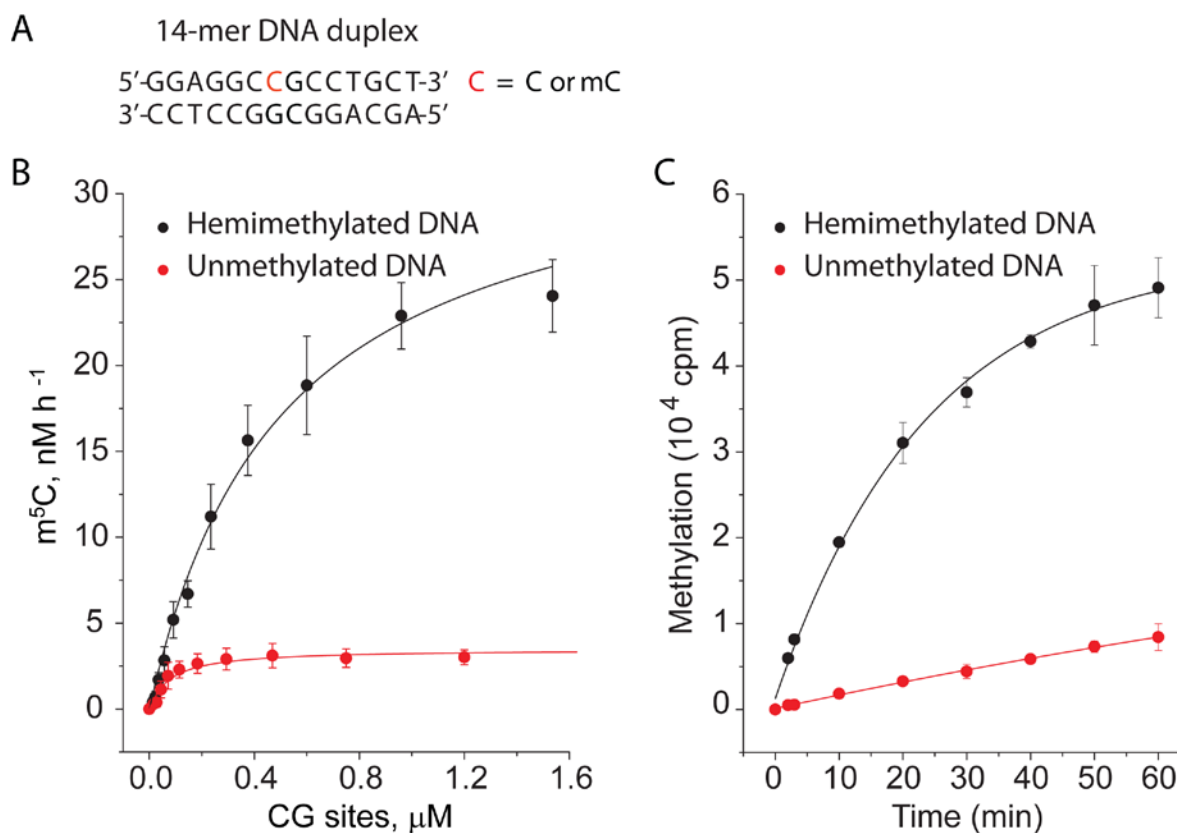 A
14-mer DNA duplex
5′-GGAGGCCGCCTGCT-3′ C = C or mC
3′-CCTCCGGCGGACGA-5′
B
Hemimethylated DNA
Unmethylated DNA
30
25
20
15
10
5
0
m⁵C, nM h ⁻¹
0.0 0.4 0.8 1.2 1.6
CG sites, μM
C
Hemimethylated DNA
Unmethylated DNA
6
5
4
3
2
1
0
Methylation (10 ⁴ cpm)
0 10 20 30 40 50 60
Time (min)